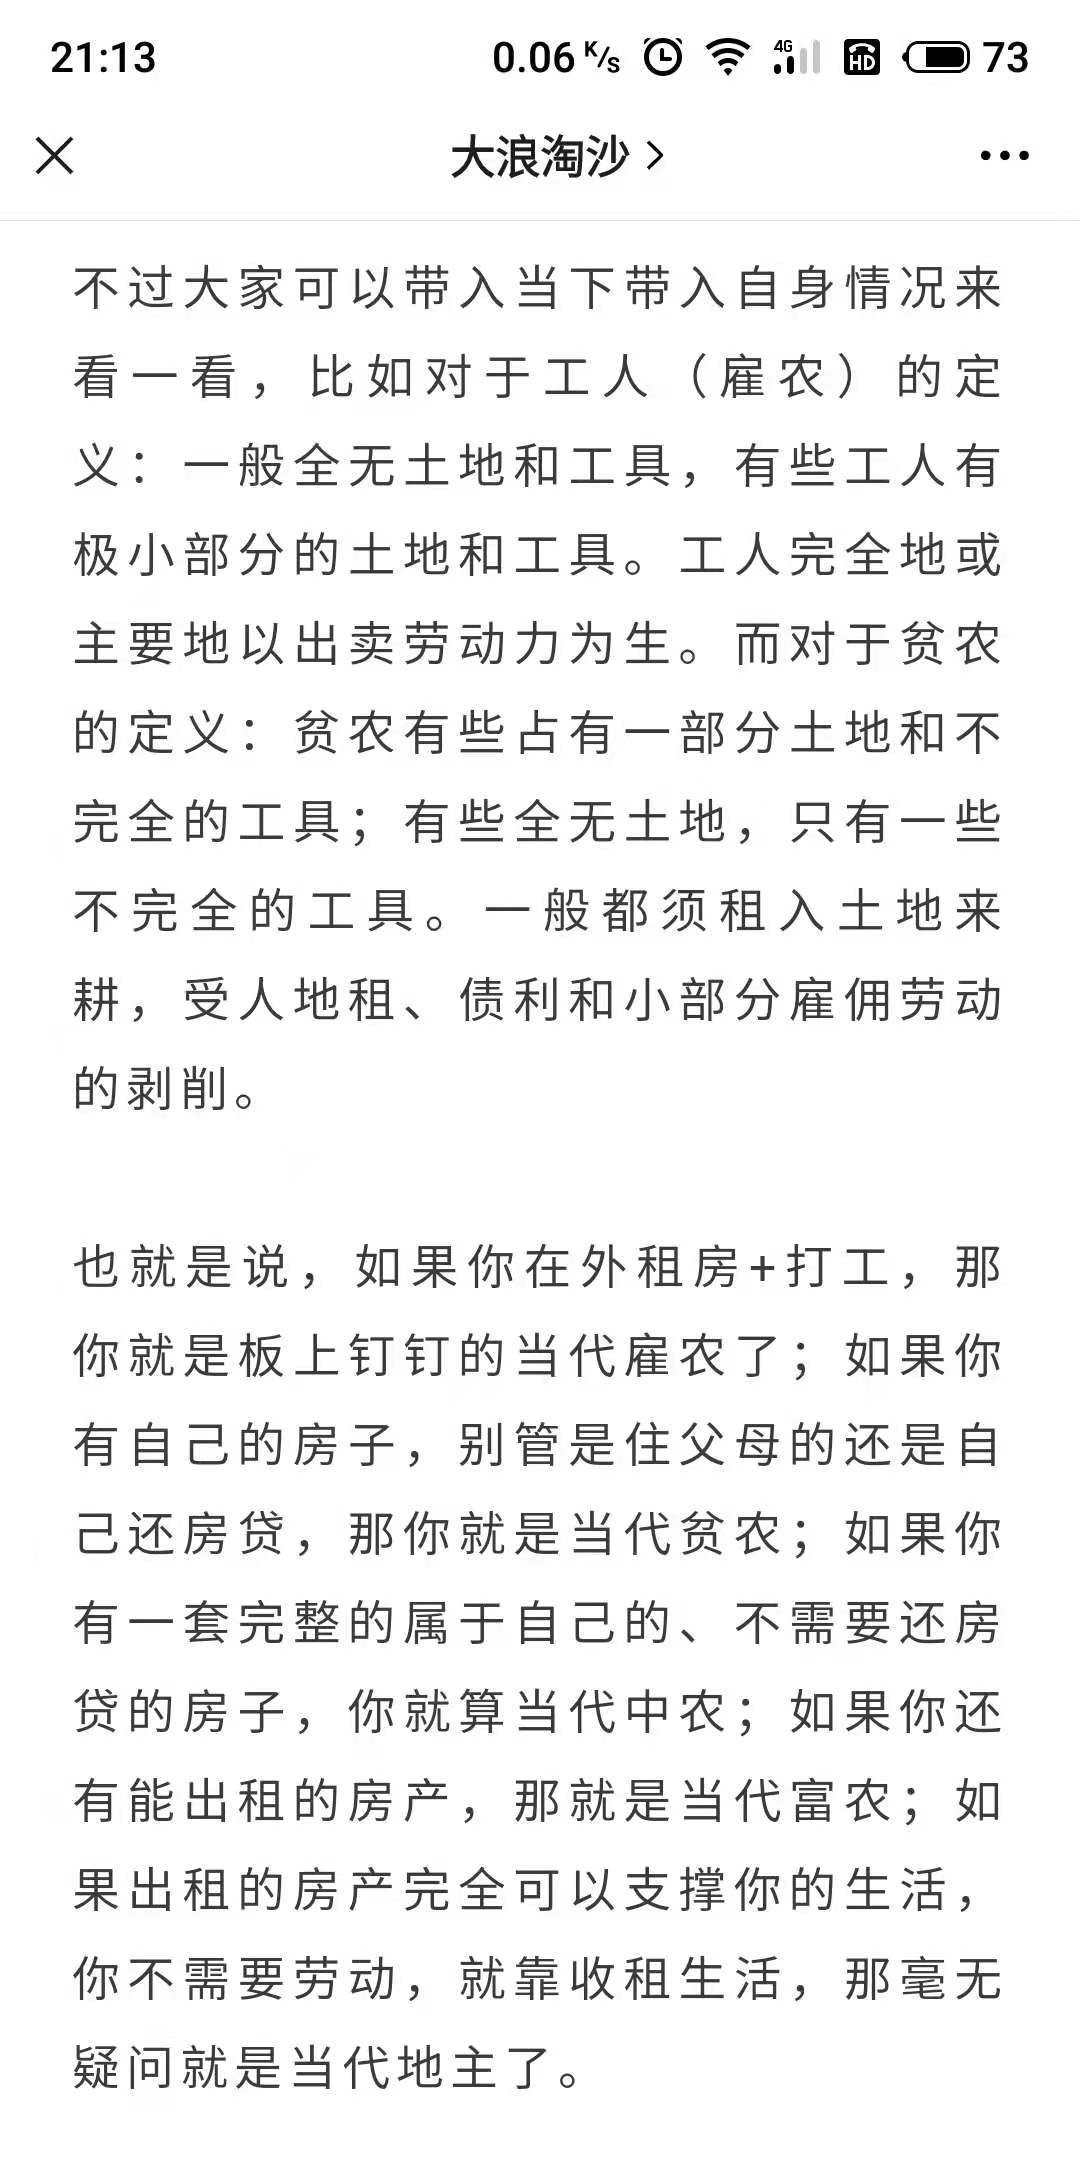 21:13 0.06 K/s 4G HD 73
大浪淘沙
不过大家可以带入当下带入自身情况来
看一看，比如对于工人（雇农）的定
义：一般全无土地和工具，有些工人有
极小部分的土地和工具。工人完全地或
主要地以出卖劳动力为生。而对于贫农
的定义：贫农有些占有一部分土地和不
完全的工具；有些全无土地，只有一些
不完全的工具。一般都须租入土地来
耕，受人地租、债利和小部分雇佣劳动
的剥削。
也就是说，如果你在外租房+打工，那
你就是板上钉钉的当代雇农了；如果你
有自己的房子，别管是住父母的还是自
己还房贷，那你就是当代贫农；如果你
有一套完整的属于自己的、不需要还房
贷的房子，你就算当代中农；如果你还
有能出租的房产，那就是当代富农；如
果出租的房产完全可以支撑你的生活，
你不需要劳动，就靠收租生活，那毫无
疑问就是当代地主了。